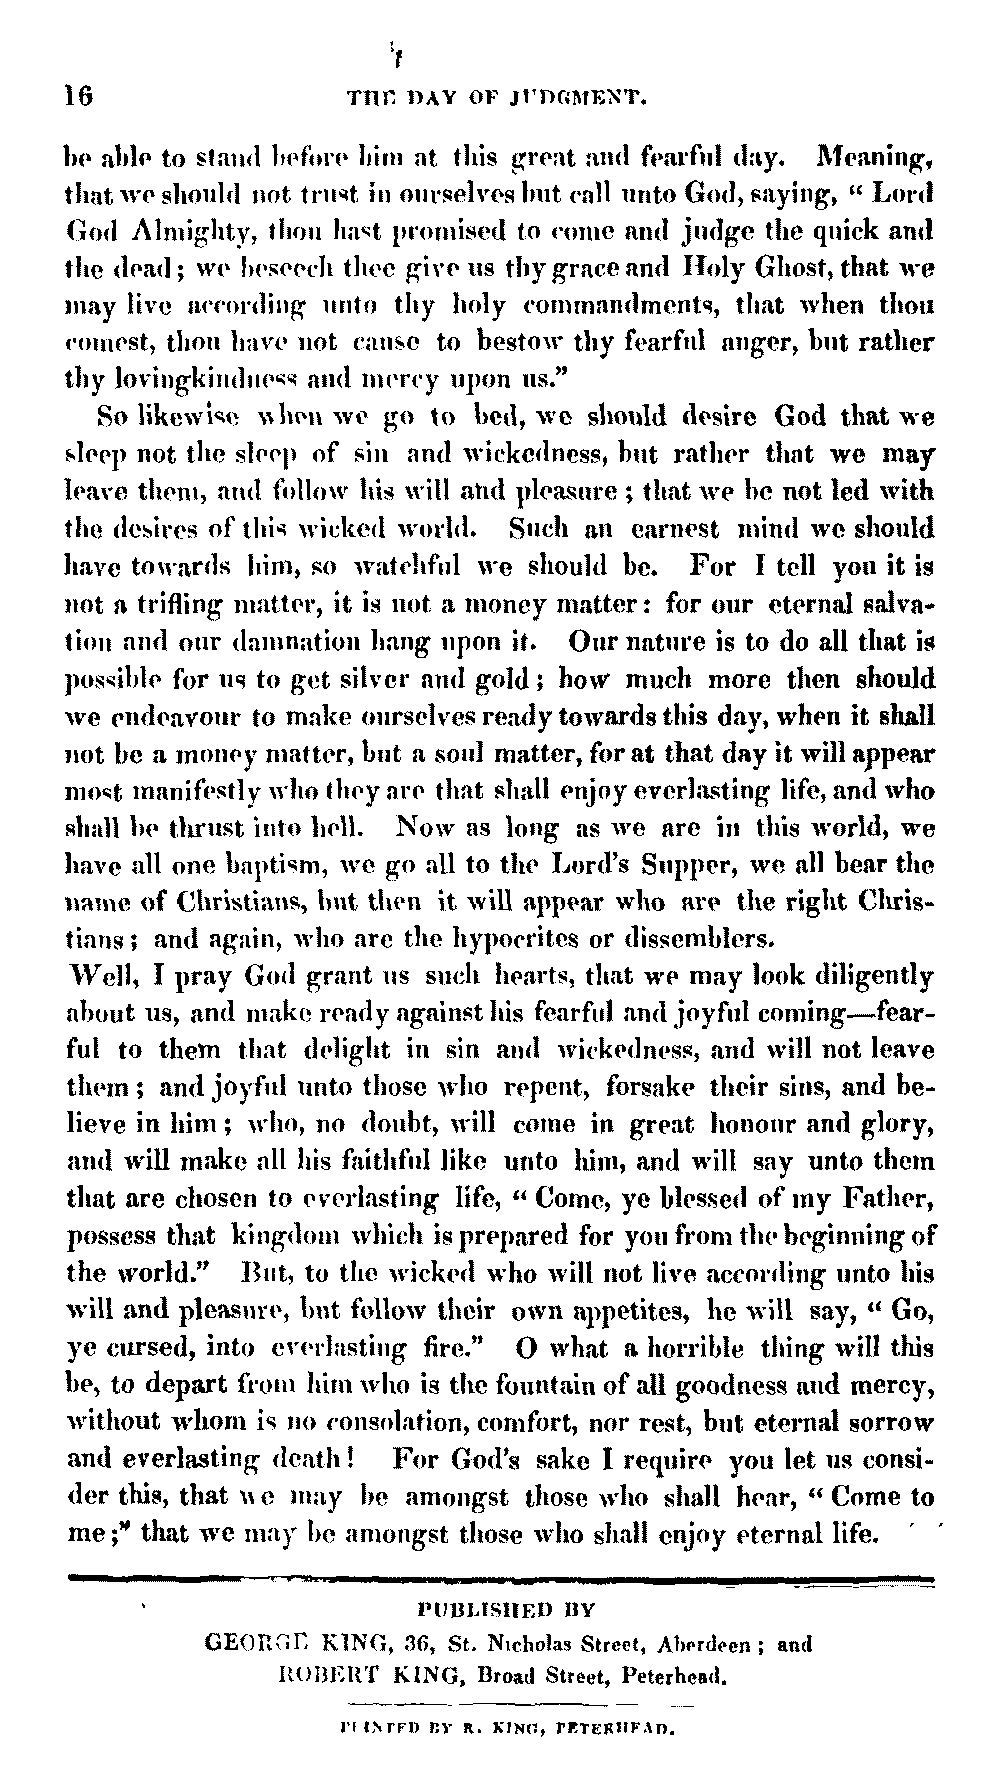 16 THE DAY OF JUDGMENT.
be able to stand before him at this great and fearful day. Meaning,
that we should not trust in ourselves but call unto God, saying, “ Lord
God Almighty, thou hast promised to come and judge the quick and
the dead; we beseech thee give us thy grace and Holy Ghost, that we
may live according unto thy holy commandments, that when thou
comest, thou have not cause to bestow thy fearful anger, but rather
thy lovingkindness and mercy upon us.”
So likewise when we go to bed, we should desire God that we
sleep not the sleep of sin and wickedness, but rather that we may
leave them, and follow his will and pleasure ; that we be not led with
the desires of this wicked world. Such an earnest mind we should
have towards him, so watchful we should be. For I tell you it is
not a trifling matter, it is not a money matter: for our eternal salva-
tion and our damnation hang upon it. Our nature is to do all that is
possible for us to get silver and gold ; how much more then should
we endeavour to make ourselves ready towards this day, when it shall
not be a money matter, but a soul matter, for at that day it will appear
most manifestly who they are that shall enjoy everlasting life, and who
shall be thrust into hell. Now as long as we are in this world, we
have all one baptism, we go all to the Lord’s Supper, we all bear the
name of Christians, but then it will appear who are the right Chris-
tians ; and again, who are the hypocrites or dissemblers.
Well, I pray God grant us such hearts, that we may look diligently
about us, and make ready against his fearful and joyful coming—fear-
ful to them that delight in sin and wickedness, and will not leave
them ; and joyful unto those who repent, forsake their sins, and be-
lieve in him ; who, no doubt, will come in great honour and glory,
and will make all his faithful like unto him, and will say unto them
that are chosen to everlasting life, “ Come, ye blessed of my Father,
possess that kingdom which is prepared for you from the beginning of
the world.” But, to the wicked who will not live according unto his
will and pleasure, but follow their own appetites, he will say, “ Go,
ye cursed, into everlasting fire.” O what a horrible thing will this
be, to depart from him who is the fountain of all goodness and mercy,
without whom is no consolation, comfort, nor rest, but eternal sorrow
and everlasting death ! For God’s sake I require you let us consi-
der this, that we may be amongst those who shall hear, “ Come to
me ;” that we may be amongst those who shall enjoy eternal life.
PUBLISHED BY
GEORGE KING, 36, St. Nicholas Street, Aberdeen ; and
ROBERT KING, Broad Street, Peterhead.
PRINTED BY R. KING, PETERHEAD.